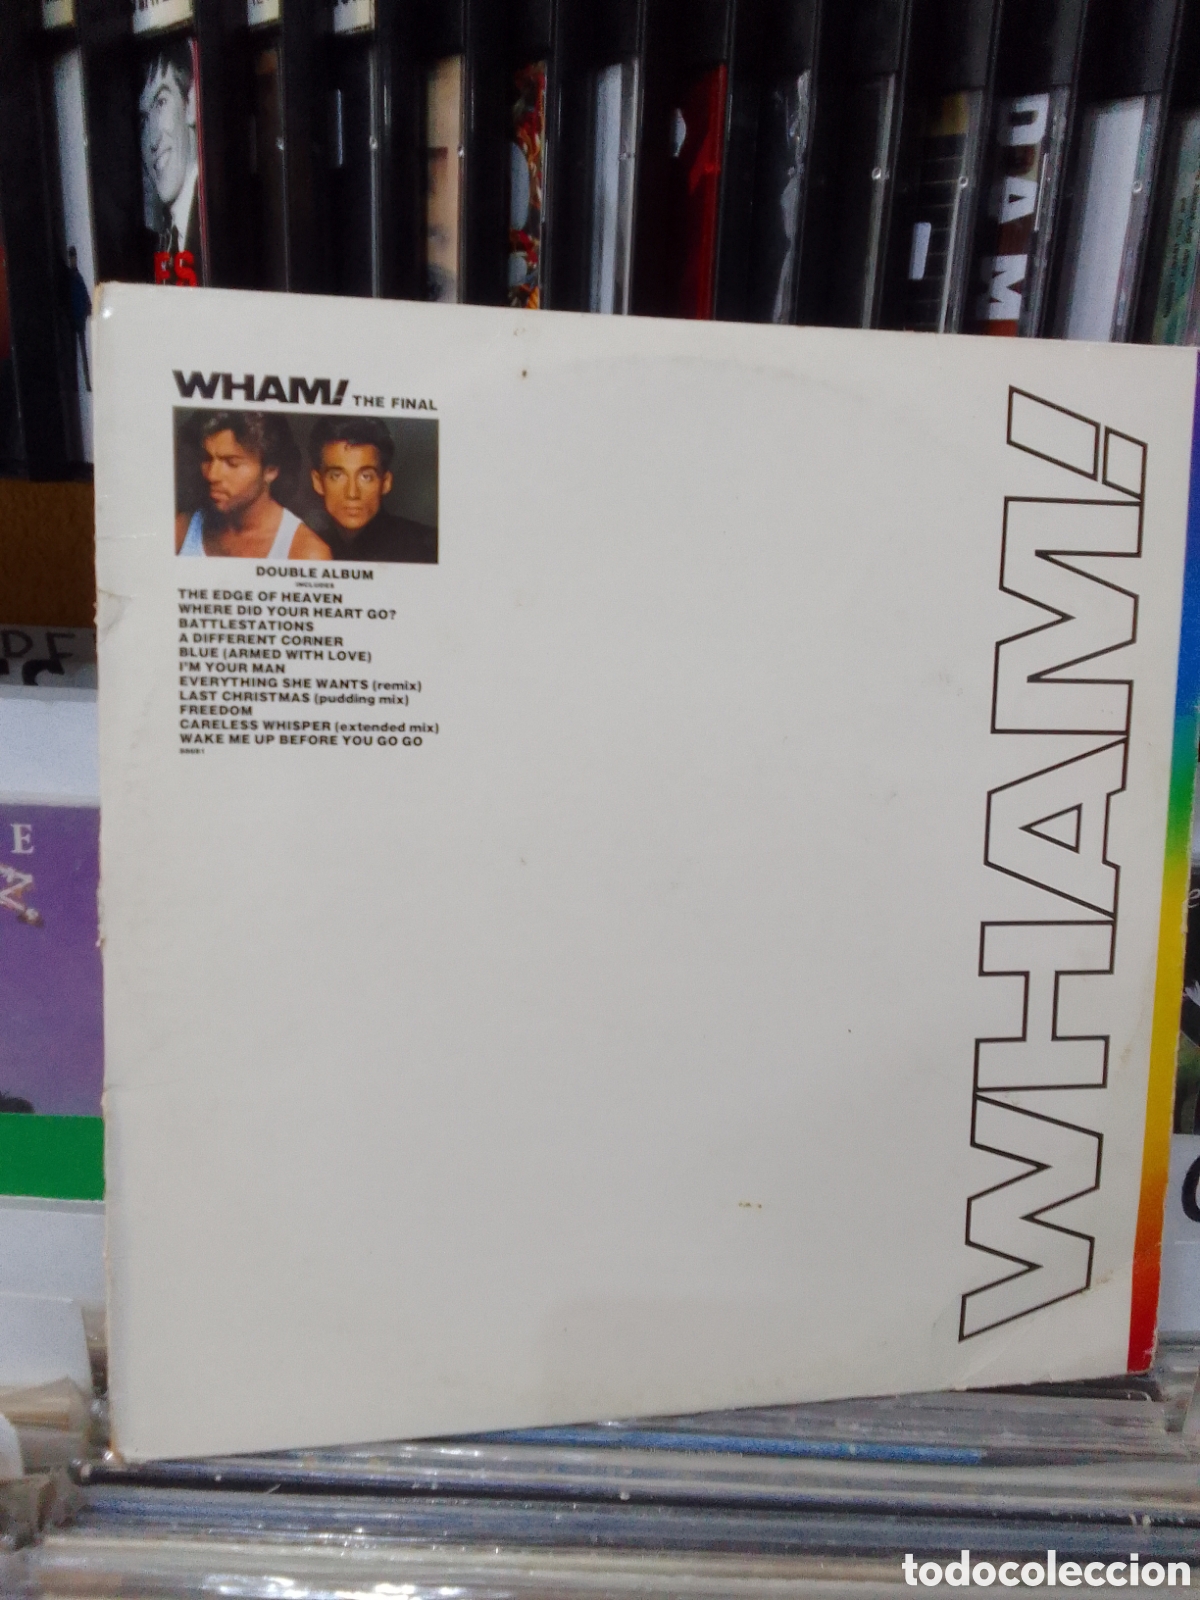 WHAM! THE FINAL
DOUBLE ALBUM
INCLUDES
THE EDGE OF HEAVEN
WHERE DID YOUR HEART GO?
BATTLESTATIONS
A DIFFERENT CORNER
BLUE (ARMED WITH LOVE)
I'M YOUR MAN
EVERYTHING SHE WANTS (remix)
LAST CHRISTMAS (pudding mix)
FREEDOM
CARELESS WHISPER (extended mix)
WAKE ME UP BEFORE YOU GO GO
WHAM!
E
todocoleccion